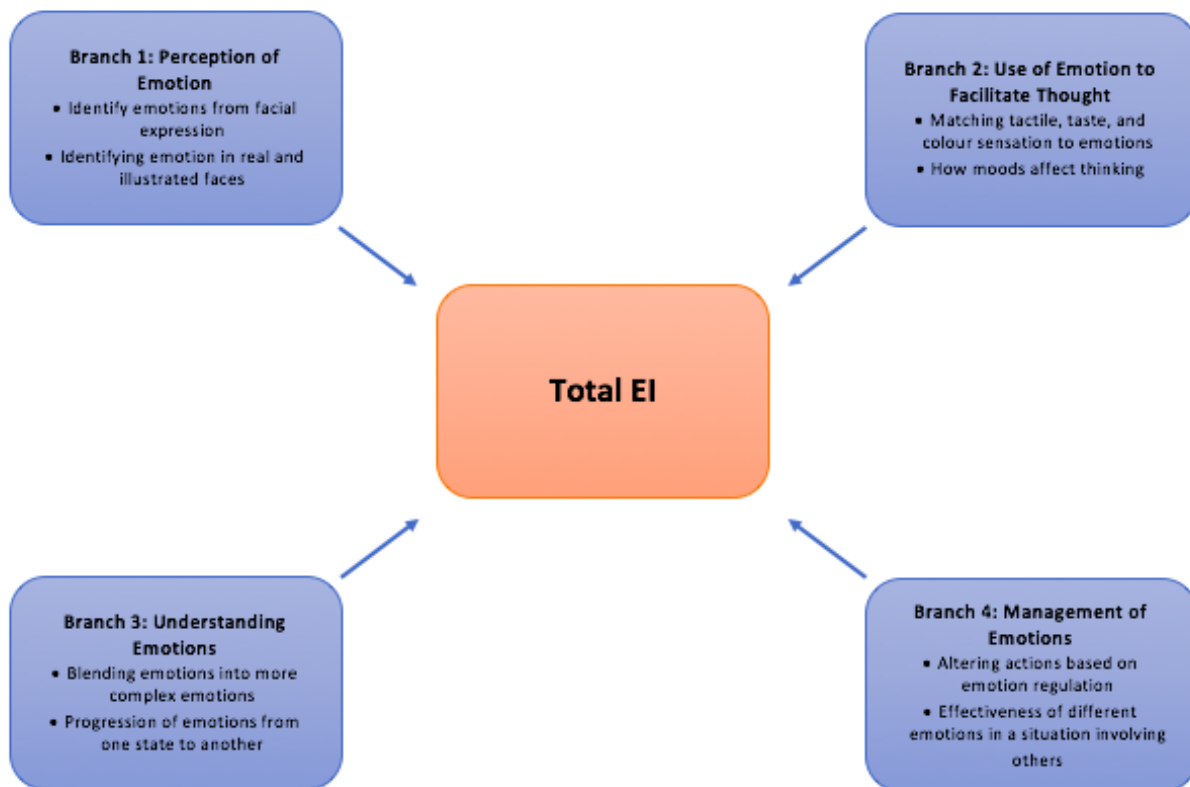 Branch 1: Perception of
Emotion
• Identify emotions from facial
expression
• Identifying emotion in real and
illustrated faces
Branch 2: Use of Emotion to
Facilitate Thought
• Matching tactile, taste, and
colour sensation to emotions
• How moods affect thinking
Total EI
Branch 3: Understanding
Emotions
• Blending emotions into more
complex emotions
• Progression of emotions from
one state to another
Branch 4: Management of
Emotions
• Altering actions based on
emotion regulation
• Effectiveness of different
emotions in a situation involving
others